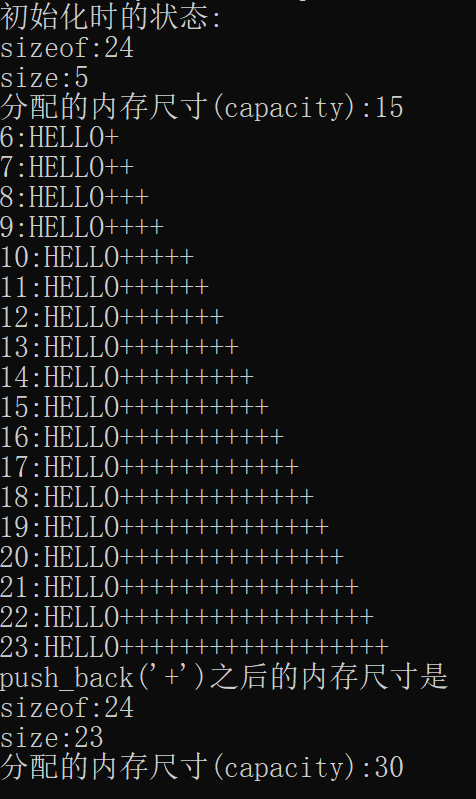 初始化时的状态:
sizeof:24
size:5
分配的内存尺寸(capacity):15
6:HELLO+
7:HELLO++
8:HELLO+++
9:HELLO++++
10:HELLO+++++
11:HELLO++++++
12:HELLO+++++++
13:HELLO++++++++
14:HELLO+++++++++
15:HELLO++++++++++
16:HELLO+++++++++++
17:HELLO++++++++++++
18:HELLO+++++++++++++
19:HELLO++++++++++++++
20:HELLO+++++++++++++++
21:HELLO++++++++++++++++
22:HELLO+++++++++++++++++
23:HELLO++++++++++++++++++
push_back('+')之后的内存尺寸是
sizeof:24
size:23
分配的内存尺寸(capacity):30